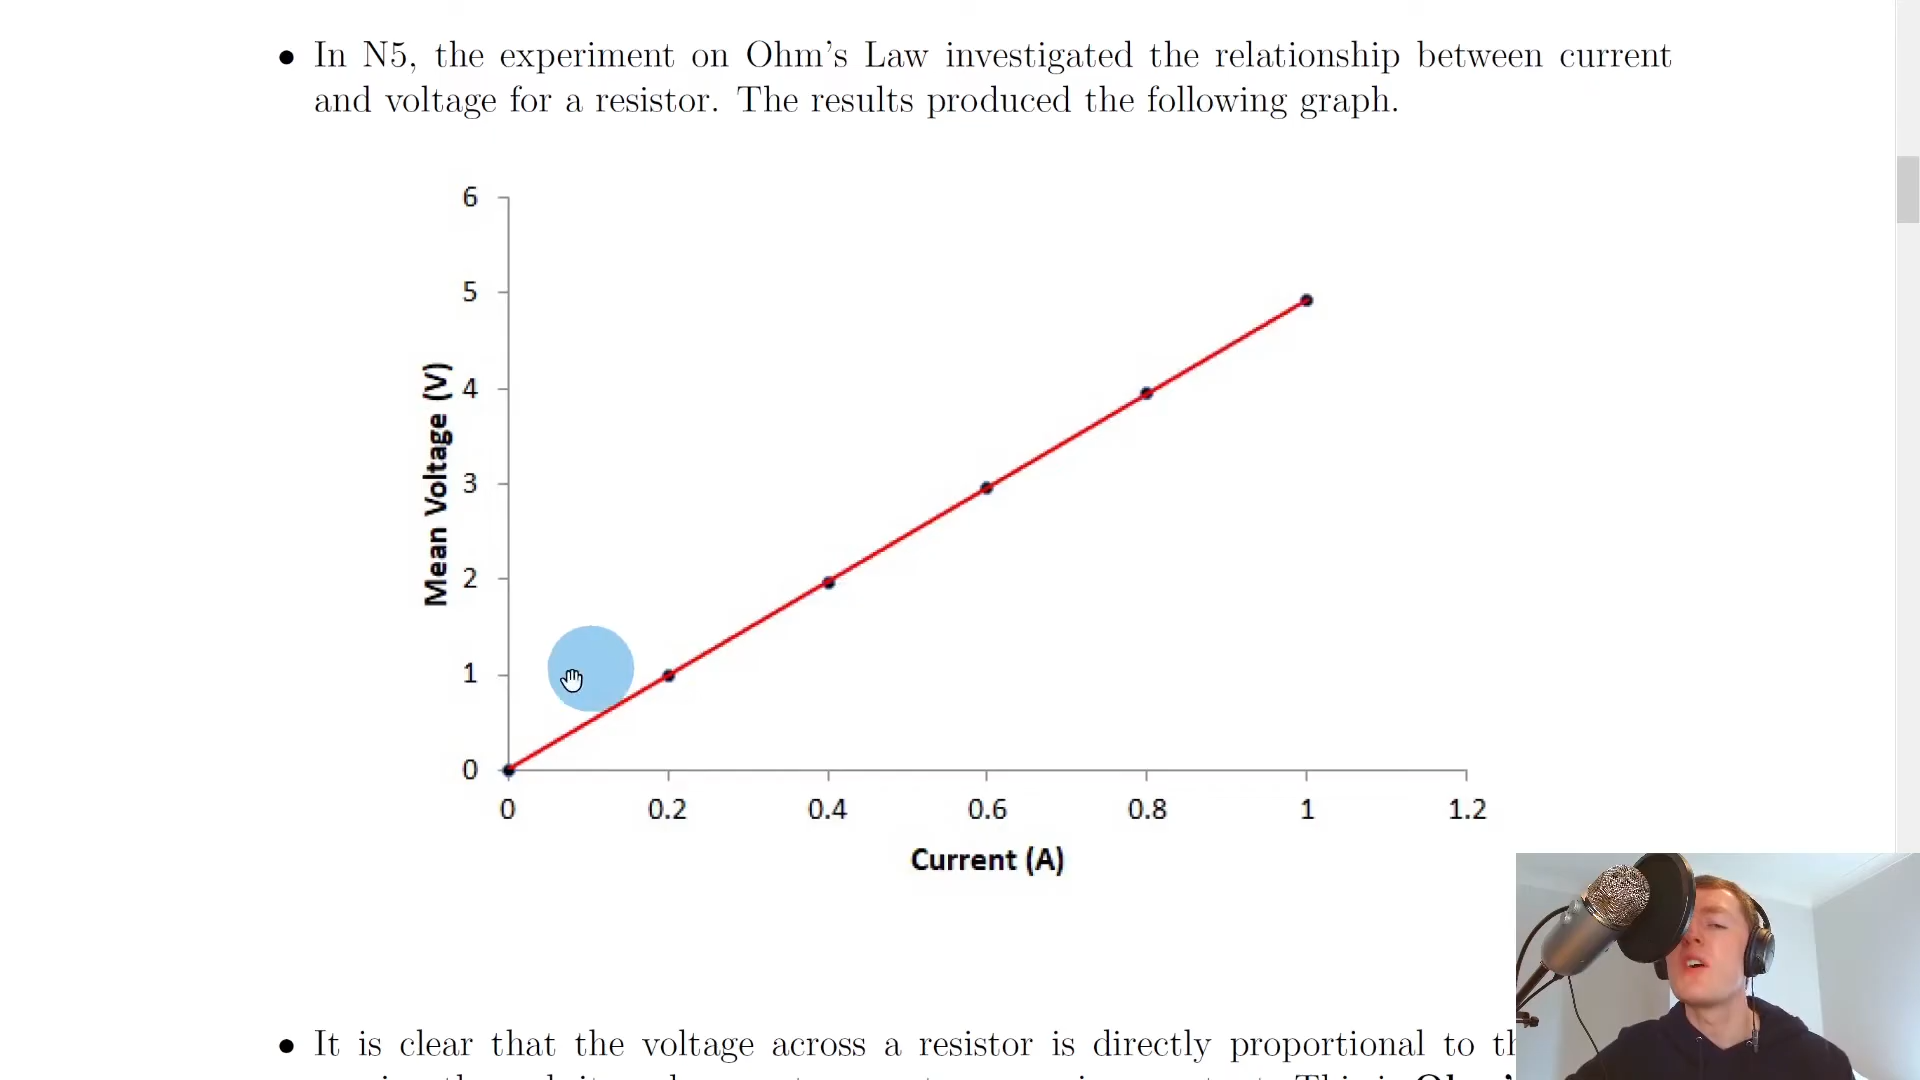 • In N5, the experiment on Ohm's Law investigated the relationship between current
and voltage for a resistor. The results produced the following graph.
6
5
4
3
2
1
0
Mean Voltage (V)
0 0.2 0.4 0.6 0.8 1 1.2
Current (A)
• It is clear that the voltage across a resistor is directly proportional to